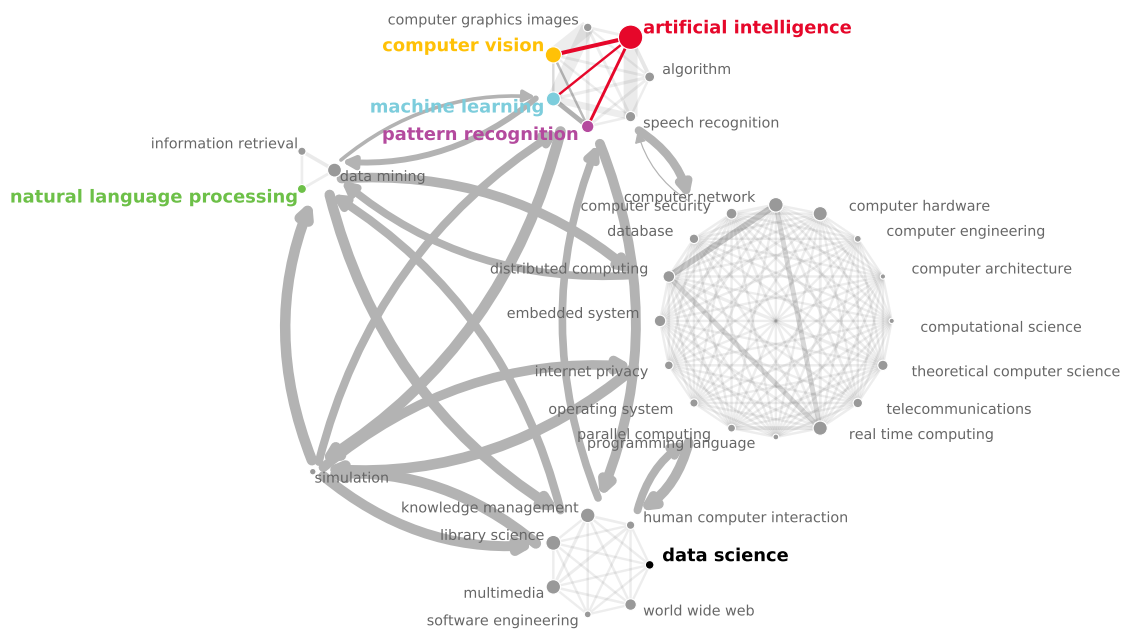 computer graphics images
artificial intelligence
computer vision
algorithm
machine learning
speech recognition
pattern recognition
information retrieval
data mining
natural language processing
computer network
computer security
computer hardware
database
computer engineering
distributed computing
computer architecture
embedded system
computational science
internet privacy
theoretical computer science
operating system
telecommunications
parallel computing
real time computing
programming language
simulation
knowledge management
human computer interaction
library science
data science
multimedia
world wide web
software engineering